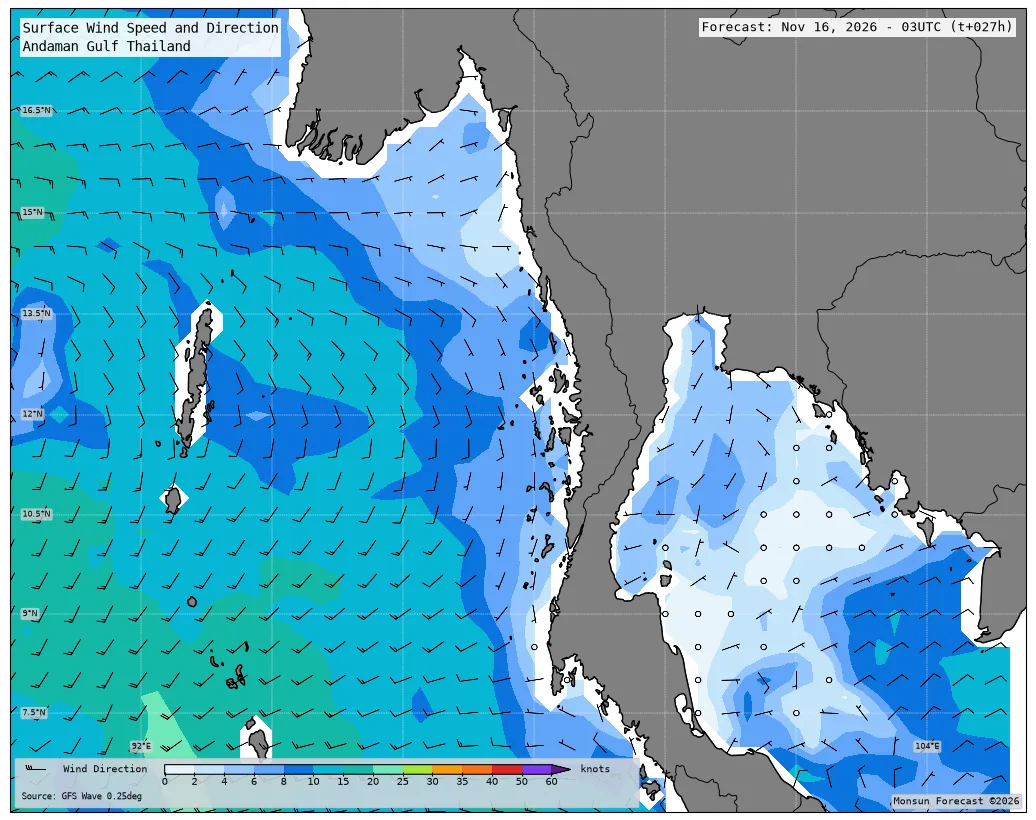 Surface Wind Speed and Direction
Andaman Gulf Thailand
Forecast: Nov 16, 2026 - 03UTC (t+027h)
16.5°N
15°N
13.5°N
12°N
10.5°N
9°N
7.5°N
92°E
104°E
Wind Direction
0 2 4 6 8 10 15 20 25 30 35 40 50 60
knots
Source: GFS Wave 0.25deg
Monsun Forecast ©2026